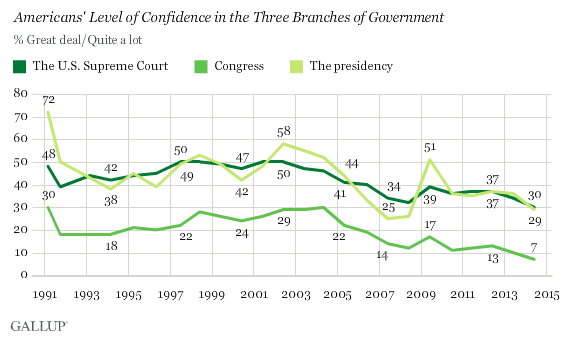 Americans' Level of Confidence in the Three Branches of Government
% Great deal/Quite a lot
The U.S. Supreme Court Congress The presidency
80
72
70
60
58
50 50 51
48 47 44
42 49 50
40 37
38 42 41 34 39 37
30 30 25 30
29 29
20 18 22 24 22 17
14 13
10 7
0
1991 1993 1995 1997 1999 2001 2003 2005 2007 2009 2011 2013 2015
GALLUP